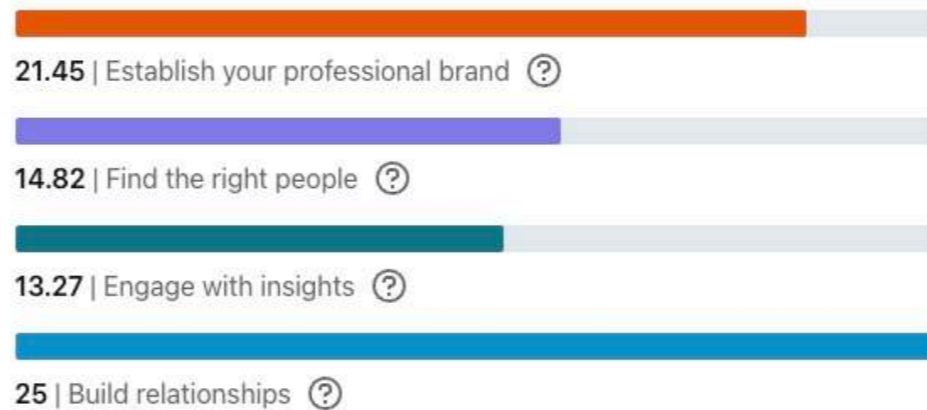 21.45 | Establish your professional brand ?
14.82 | Find the right people ?
13.27 | Engage with insights ?
25 | Build relationships ?